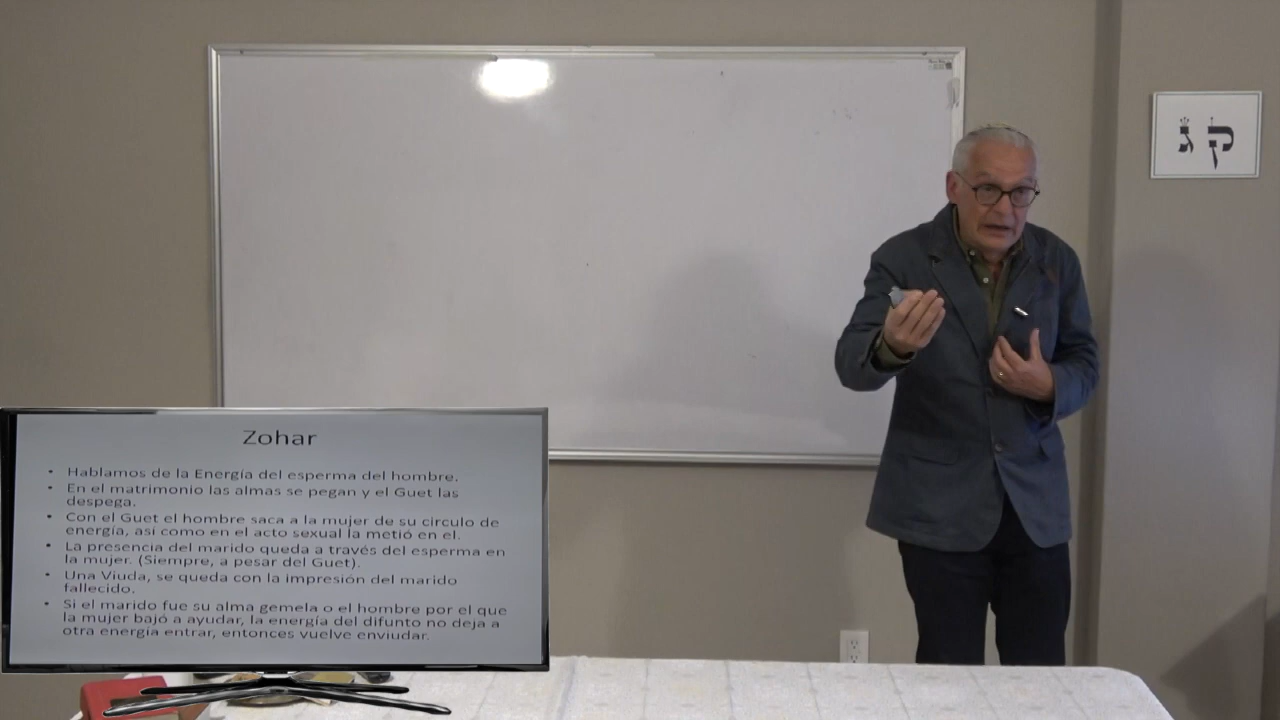 Zohar
• Hablamos de la Energía del esperma del hombre.
• En el matrimonio las almas se pegan y el Guet las
despega.
• Con el Guet el hombre saca a la mujer de su circulo de
energía, así como en el acto sexual la metió en el.
• La presencia del marido queda a través del esperma en
la mujer. (Siempre, a pesar del Guet).
• Una Viuda, se queda con la impresión del marido
fallecido.
• Si el marido fue su alma gemela o el hombre por el que
la mujer bajó a ayudar, la energía del difunto no deja a
otra energía entrar, entonces vuelve enviudar.
ק ג